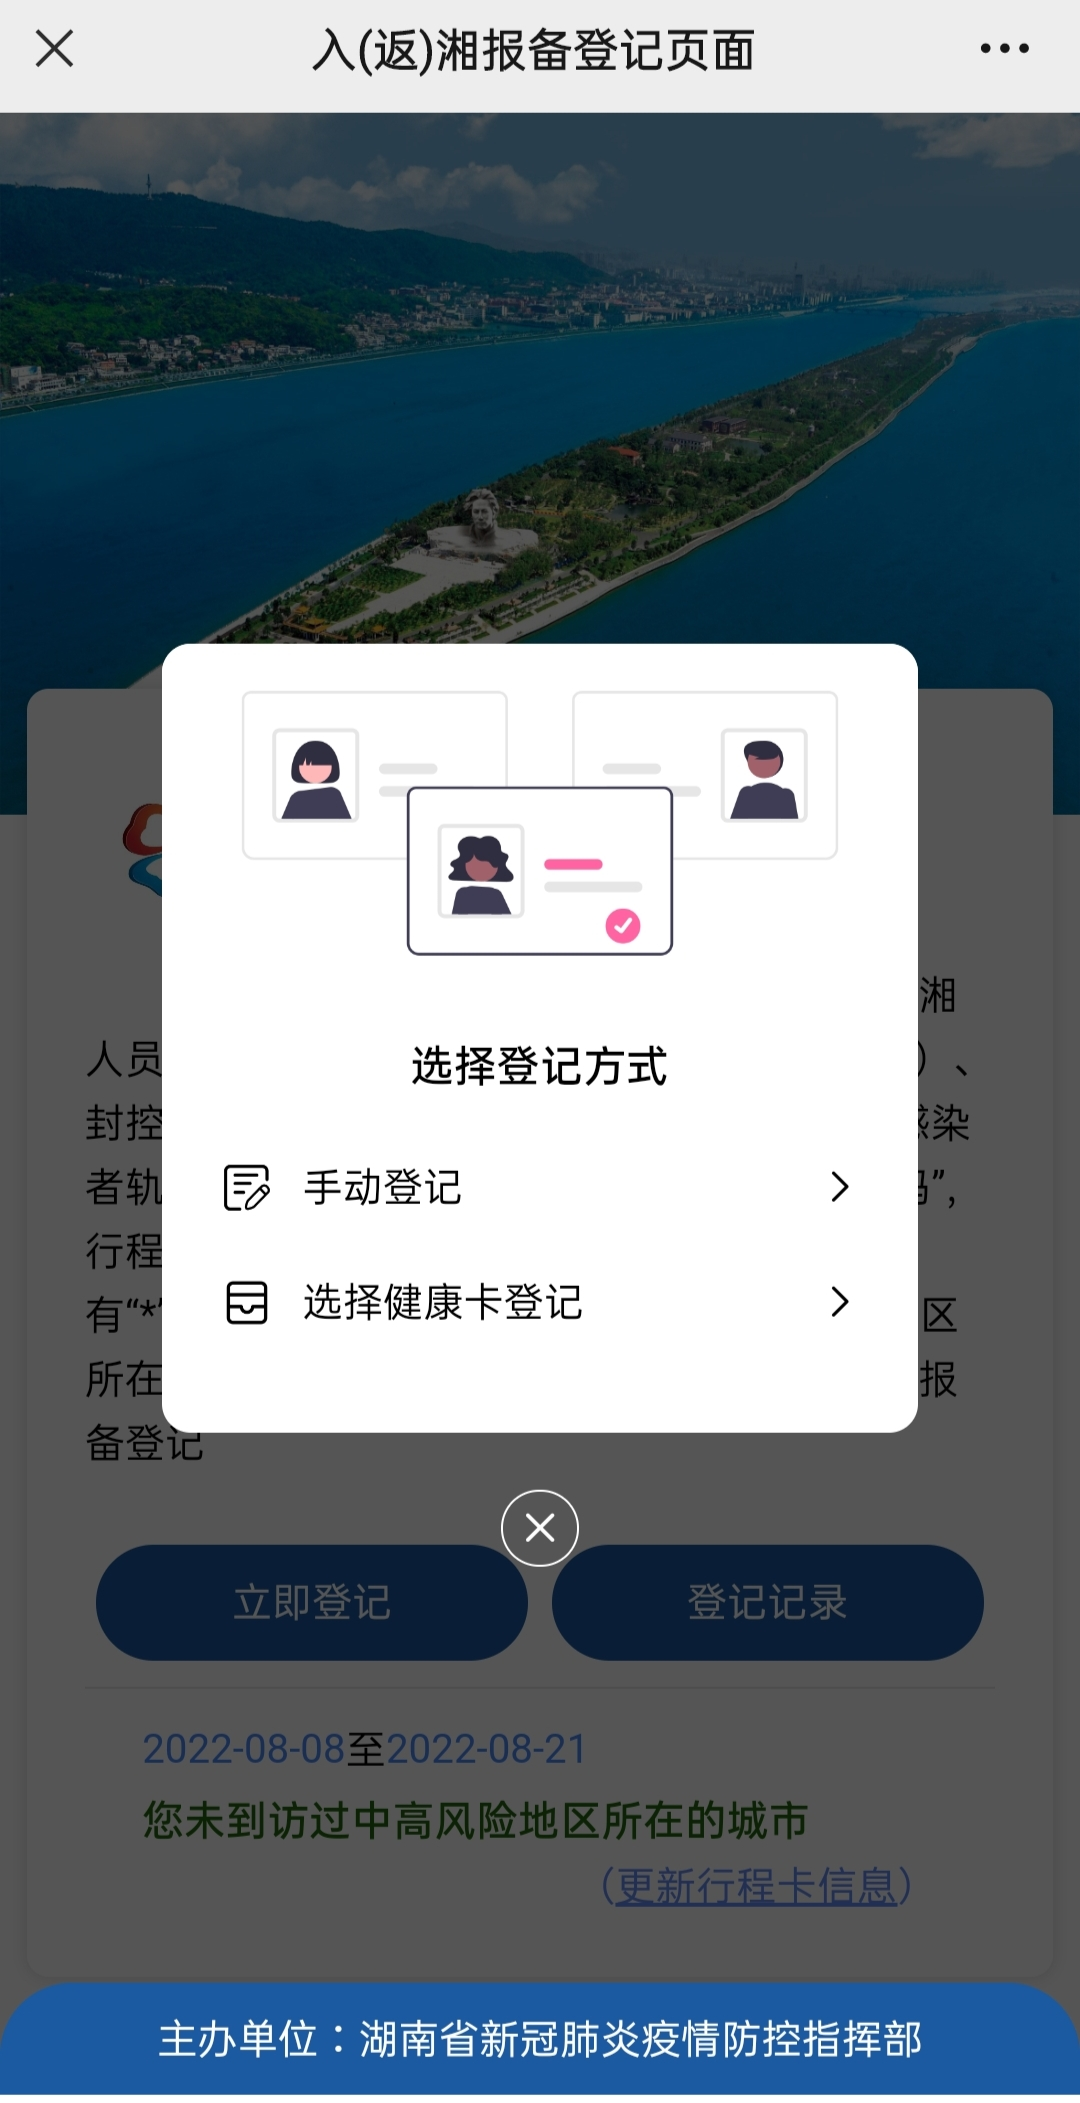 入(返)湘报备登记页面
湘
人员 )、
封控 感染
者轨 码”,
行程
有“*” 区
所在 报
备登记
选择登记方式
手动登记
选择健康卡登记
立即登记 登记记录
2022-08-08至2022-08-21
您未到访过中高风险地区所在的城市
(更新行程卡信息)
主办单位：湖南省新冠肺炎疫情防控指挥部